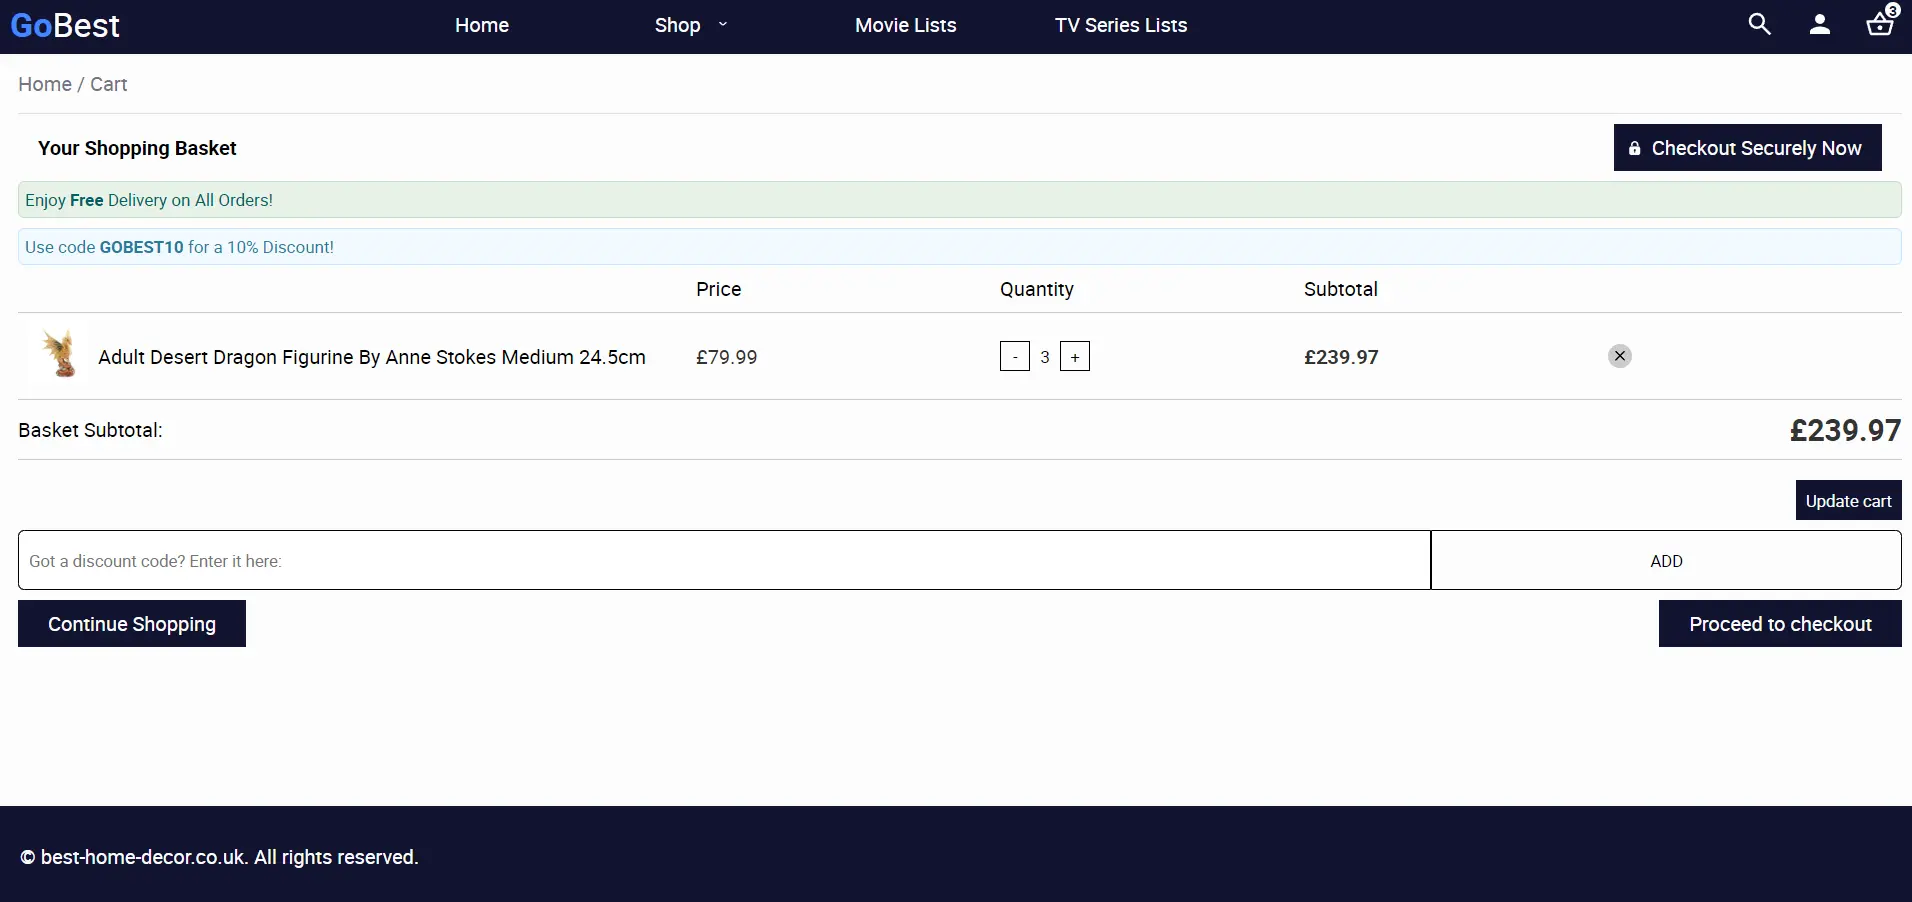 GoBest
Home
Shop
Movie Lists
TV Series Lists
3
Home / Cart
Your Shopping Basket
Checkout Securely Now
Enjoy Free Delivery on All Orders!
Use code GOBEST10 for a 10% Discount!
Price
Quantity
Subtotal
Adult Desert Dragon Figurine By Anne Stokes Medium 24.5cm
£79.99
- 3 +
£239.97
Basket Subtotal:
£239.97
Update cart
Got a discount code? Enter it here:
ADD
Continue Shopping
Proceed to checkout
© best-home-decor.co.uk. All rights reserved.